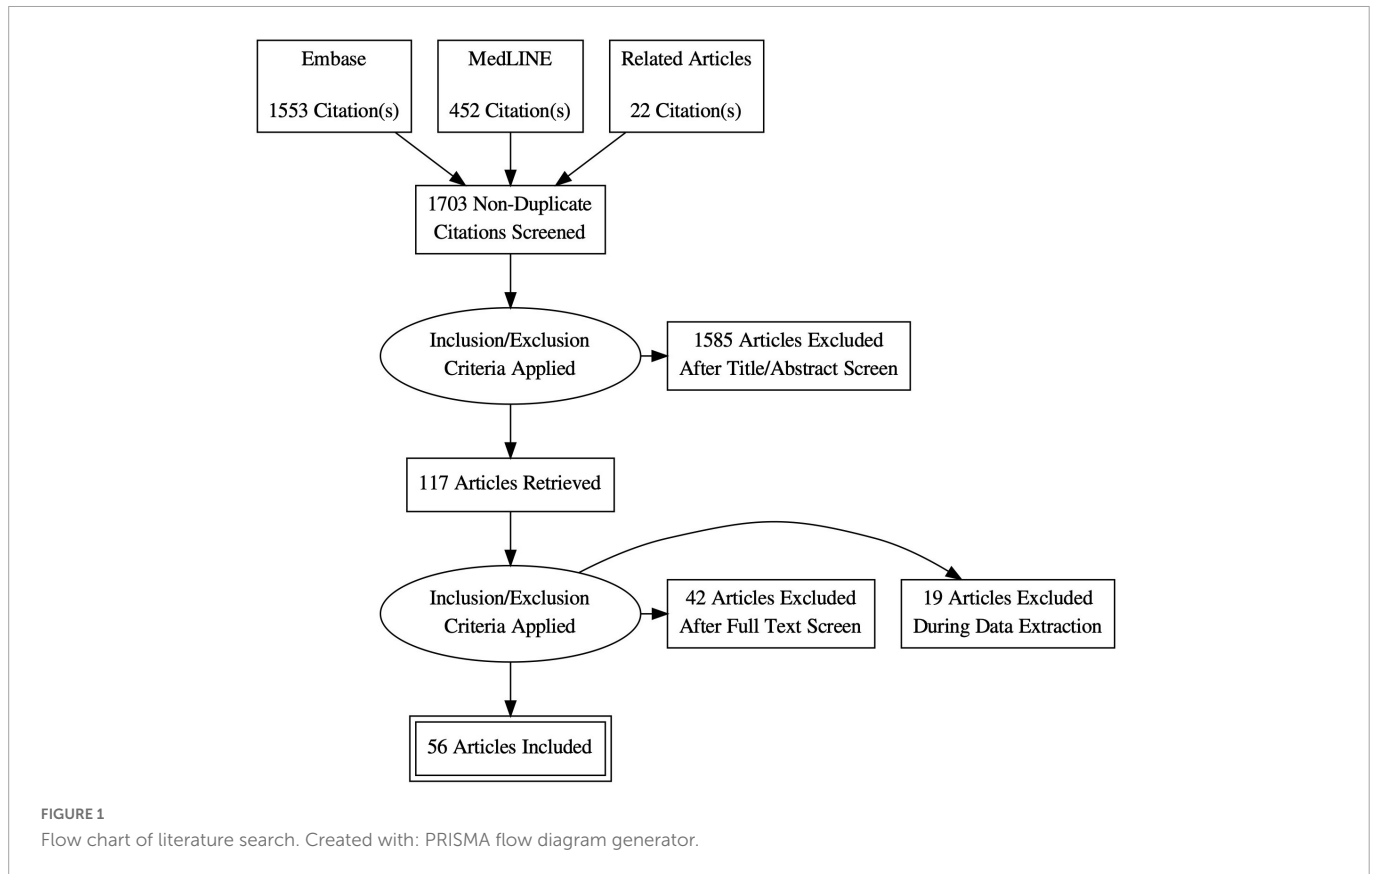 Embase
1553 Citation(s)
MedLINE
452 Citation(s)
Related Articles
22 Citation(s)
1703 Non-Duplicate
Citations Screened
Inclusion/Exclusion
Criteria Applied
1585 Articles Excluded
After Title/Abstract Screen
117 Articles Retrieved
Inclusion/Exclusion
Criteria Applied
42 Articles Excluded
After Full Text Screen
19 Articles Excluded
During Data Extraction
56 Articles Included
FIGURE 1
Flow chart of literature search. Created with: PRISMA flow diagram generator.